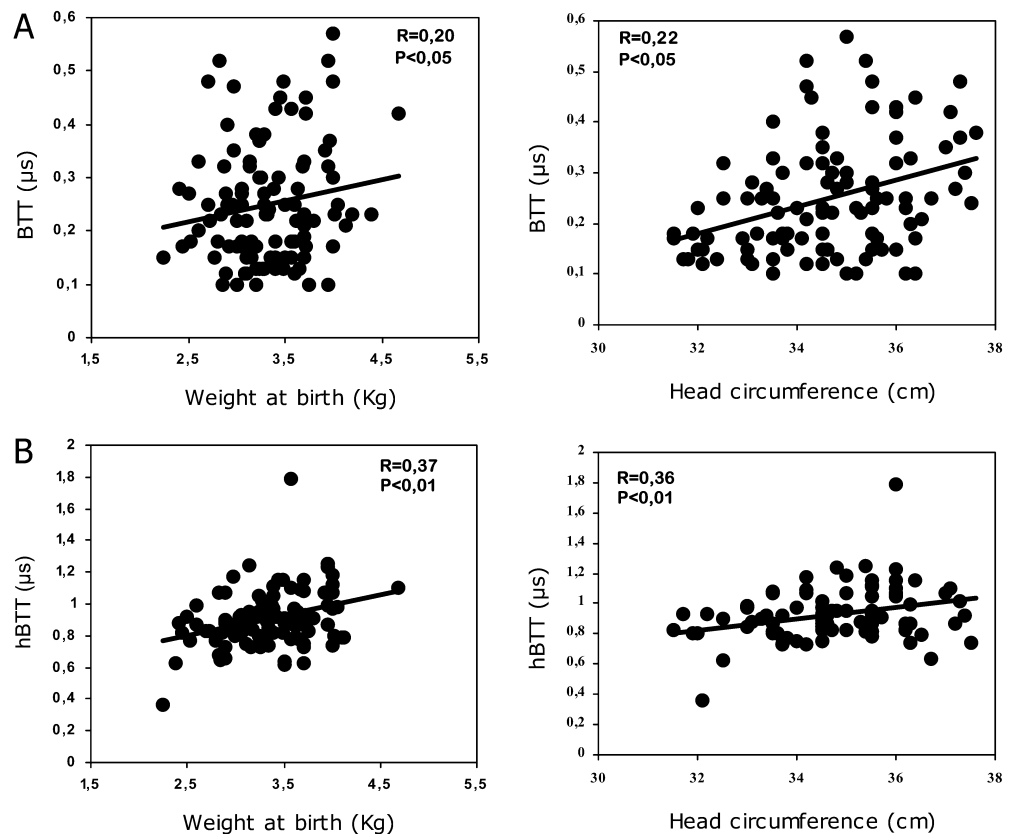 A
0,6
0,5
0,4
0,3
0,2
0,1
0
BTT (µs)
R=0,20
P<0,05
1,5 2,5 3,5 4,5 5,5
Weight at birth (Kg)
0,6
0,5
0,4
0,3
0,2
0,1
0
BTT (µs)
R=0,22
P<0,05
30 32 34 36 38
Head circumference (cm)
B
2
1,8
1,6
1,4
1,2
1
0,8
0,6
0,4
0,2
0
hBTT (µs)
R=0,37
P<0,01
1,5 2,5 3,5 4,5 5,5
Weight at birth (Kg)
2
1,8
1,6
1,4
1,2
1
0,8
0,6
0,4
0,2
0
hBTT (µs)
R=0,36
P<0,01
30 32 34 36 38
Head circumference (cm)